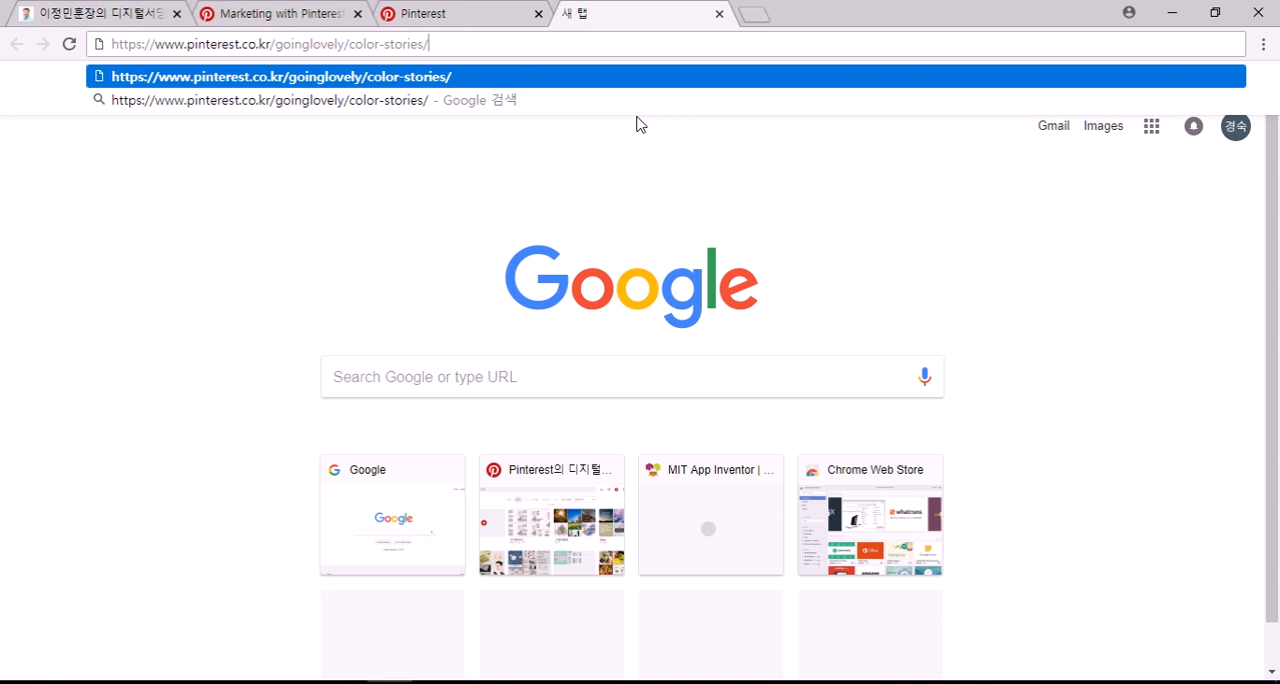 이정민훈장의 디지털서당
Marketing with Pinterest
Pinterest
새 탭
https://www.pinterest.co.kr/goinglovely/color-stories/
https://www.pinterest.co.kr/goinglovely/color-stories/
https://www.pinterest.co.kr/goinglovely/color-stories/ - Google 검색
Gmail Images 경숙
Google
Search Google or type URL
Google
Pinterest의 디지털...
MIT App Inventor | ...
Chrome Web Store
Google
whatruns